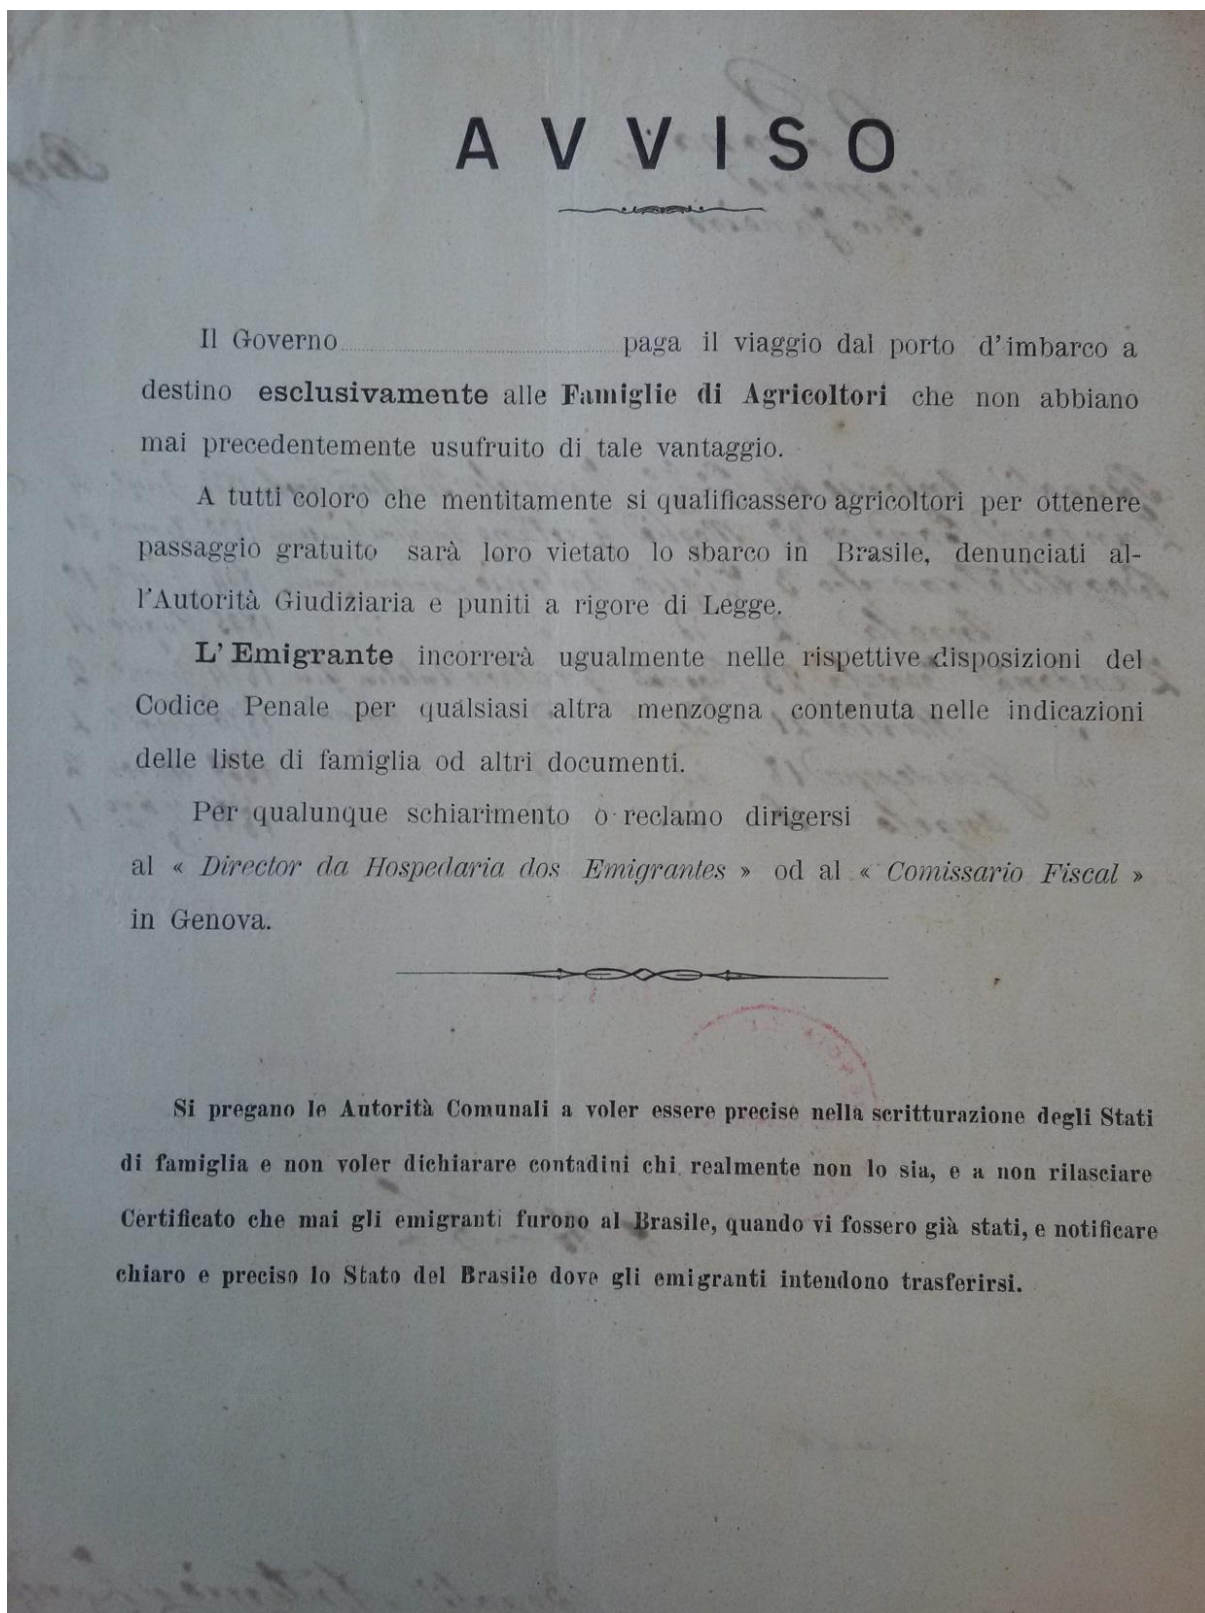 AVVISO
Il Governo........................................ paga il viaggio dal porto d'imbarco a
destino esclusivamente alle Famiglie di Agricoltori che non abbiano
mai precedentemente usufruito di tale vantaggio.
A tutti coloro che mentitamente si qualificassero agricoltori per ottenere
passaggio gratuito sarà loro vietato lo sbarco in Brasile, denunciati al-
l'Autorità Giudiziaria e puniti a rigore di Legge.
L'Emigrante incorrerà ugualmente nelle rispettive disposizioni del
Codice Penale per qualsiasi altra menzogna contenuta nelle indicazioni
delle liste di famiglia od altri documenti.
Per qualunque schiarimento o reclamo dirigersi
al « Director da Hospedaria dos Emigrantes » od al « Comissario Fiscal »
in Genova.
Si pregano le Autorità Comunali a voler essere precise nella scritturazione degli Stati
di famiglia e non voler dichiarare contadini chi realmente non lo sia, e a non rilasciare
Certificato che mai gli emigranti furono al Brasile, quando vi fossero già stati, e notificare
chiaro e preciso lo Stato del Brasile dove gli emigranti intendono trasferirsi.